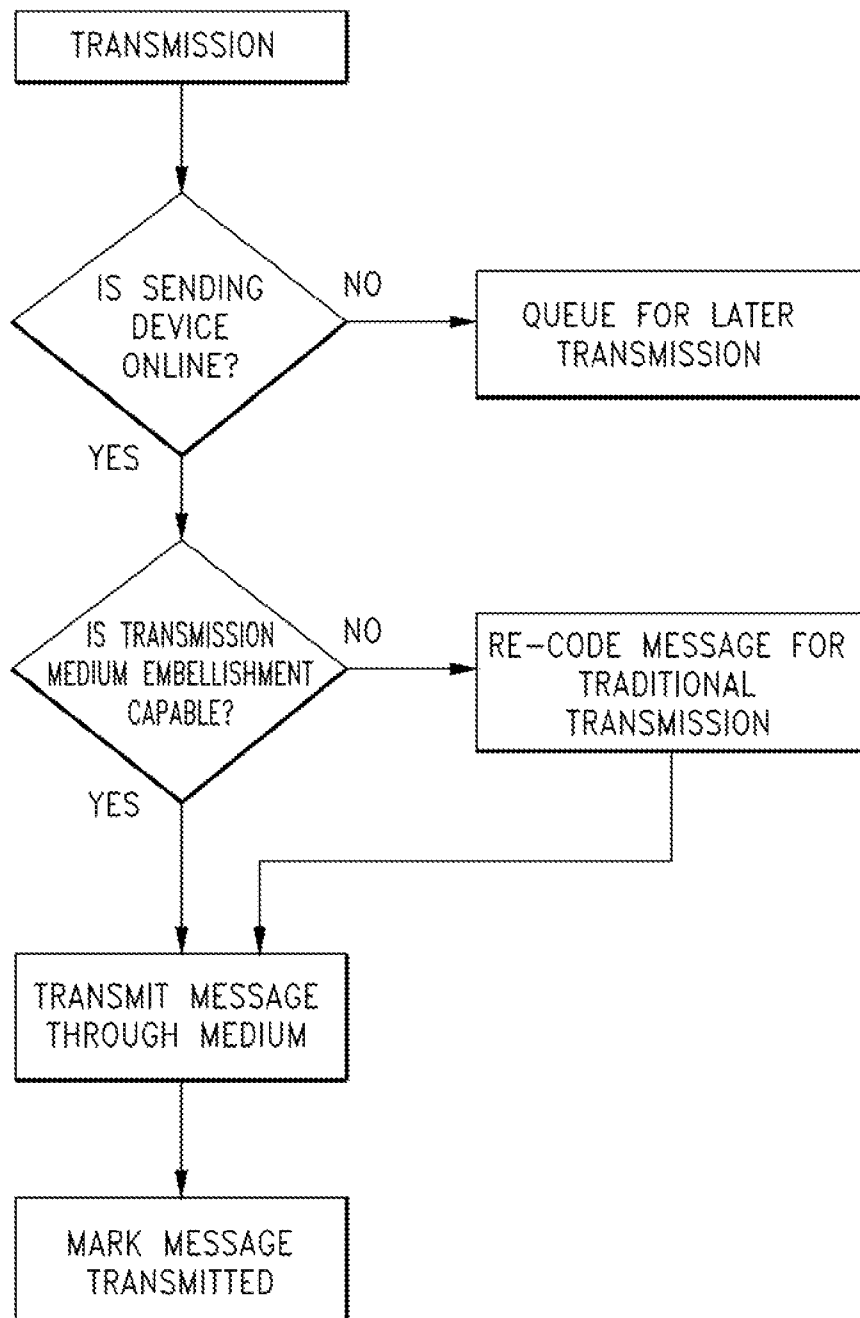 TRANSMISSION
IS SENDING
DEVICE
ONLINE?
NO
QUEUE FOR LATER
TRANSMISSION
YES
IS TRANSMISSION
MEDIUM EMBELLISHMENT
CAPABLE?
NO
RE-CODE MESSAGE FOR
TRADITIONAL
TRANSMISSION
YES
TRANSMIT MESSAGE
THROUGH MEDIUM
MARK MESSAGE
TRANSMITTED